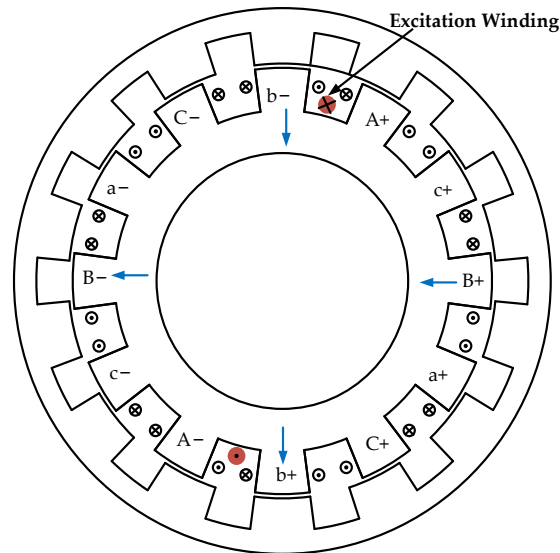 Excitation Winding
b−
C−
A+
a−
c+
B−
B+
c−
a+
A−
C+
b+